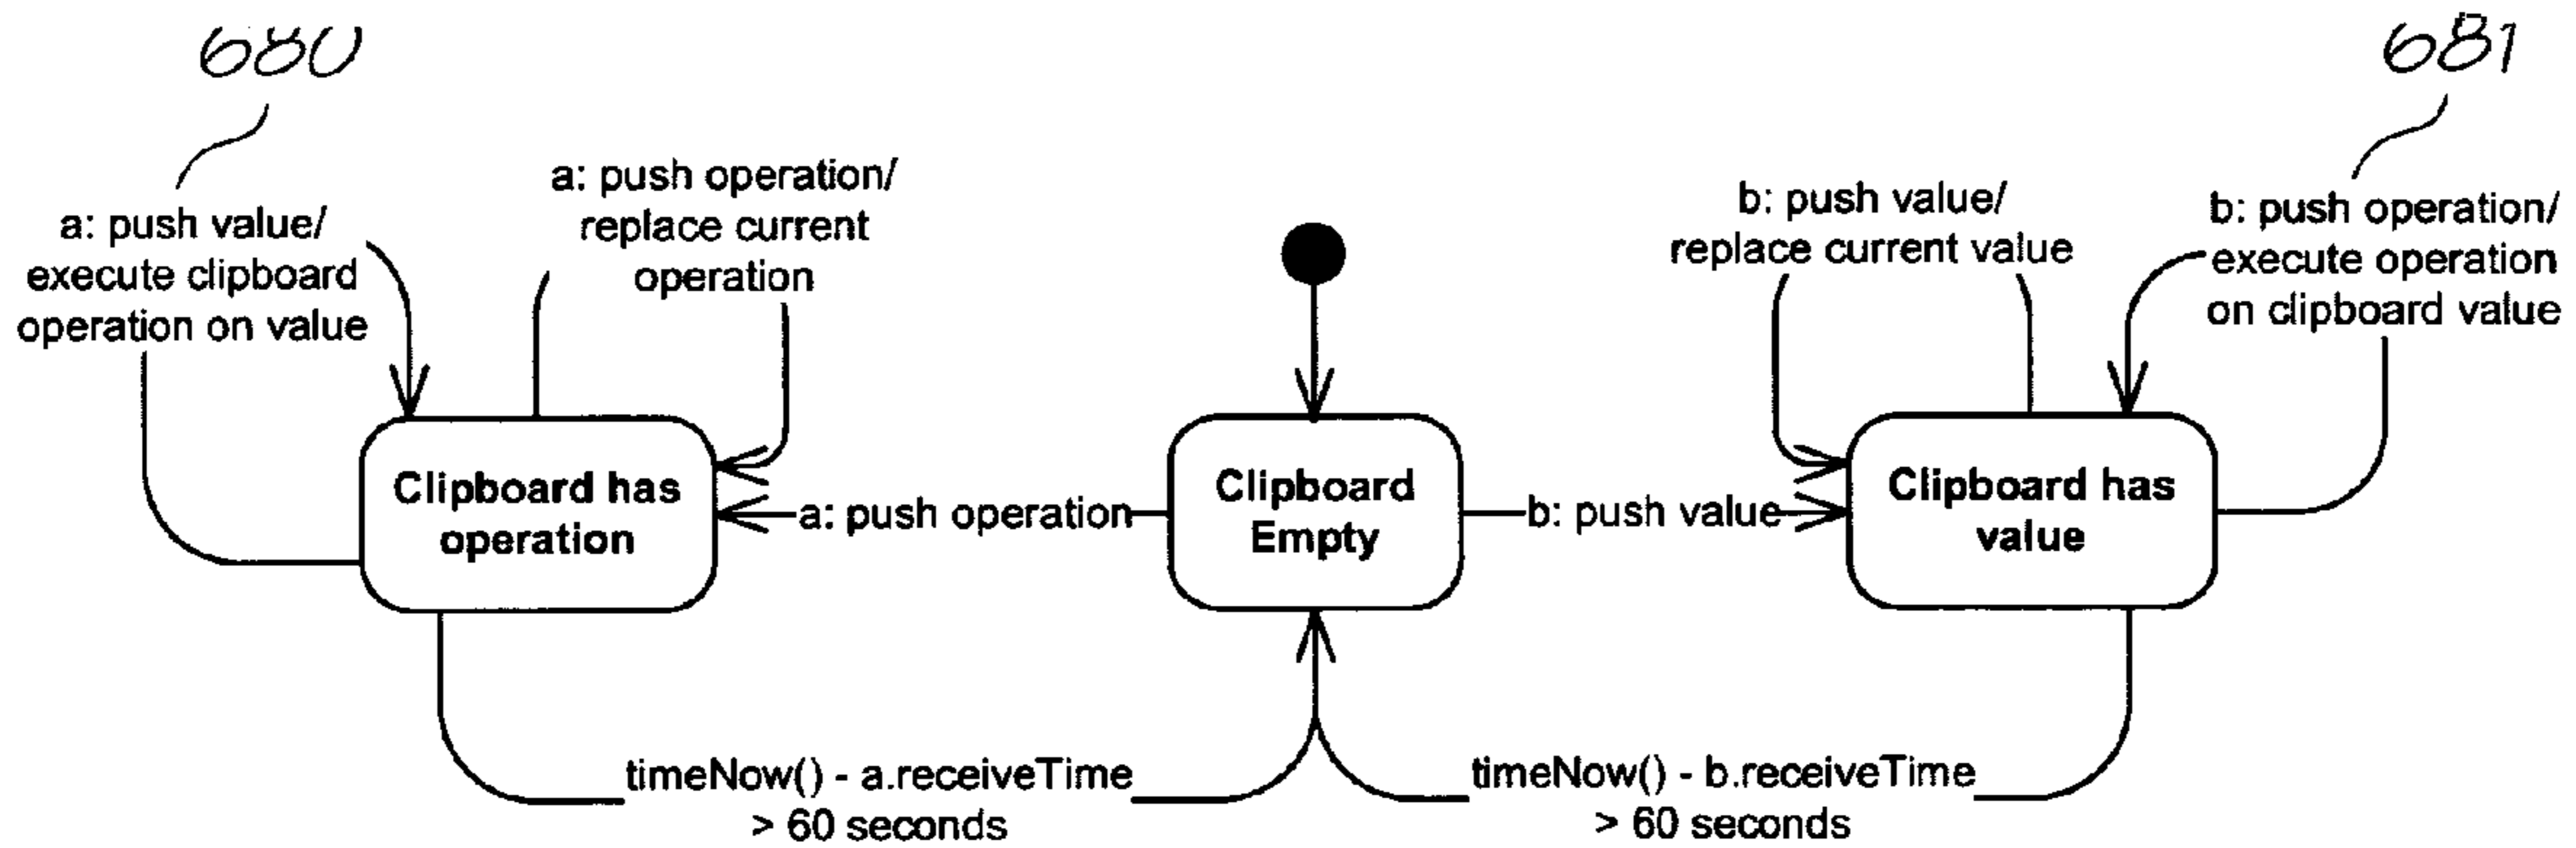 680
681
a: push value/
execute clipboard
operation on value
a: push operation/
replace current
operation
b: push value/
replace current value
b: push operation/
execute operation
on clipboard value
Clipboard has
operation
a: push operation
Clipboard
Empty
b: push value
Clipboard has
value
timeNow() - a.receiveTime
> 60 seconds
timeNow() - b.receiveTime
> 60 seconds